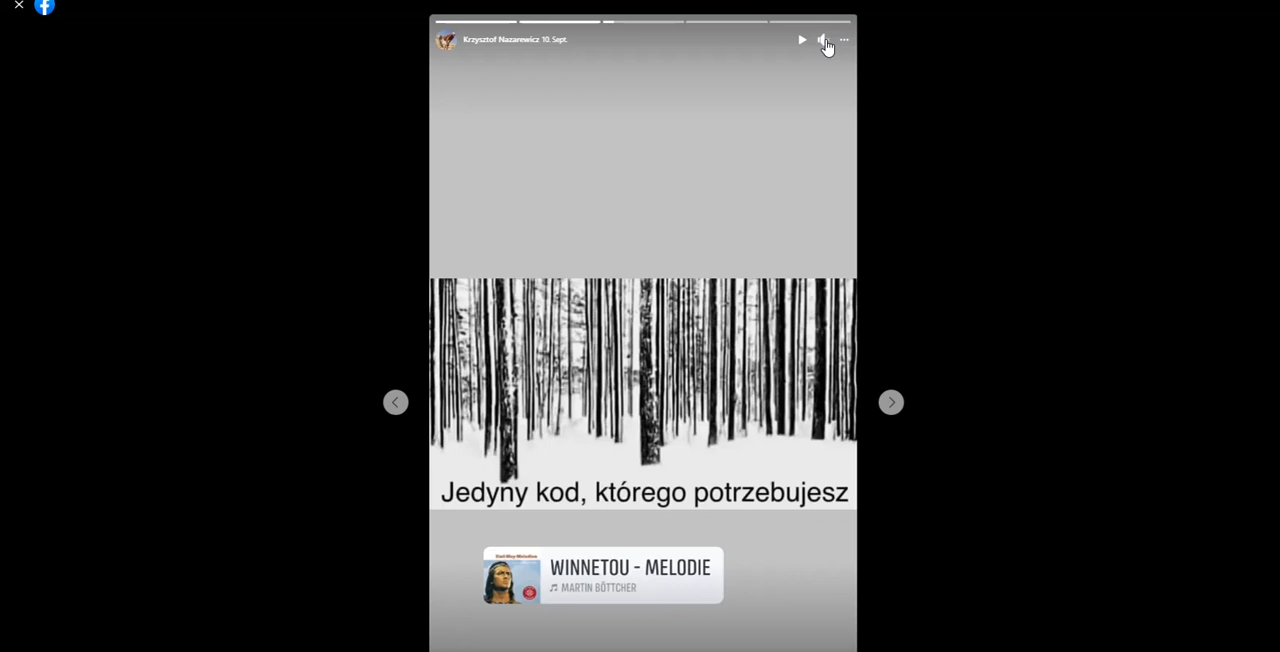 Krzysztof Nazarewicz 10. Sept.
Jedyny kod, którego potrzebujesz
WINNETOU - MELODIE
MARTIN BÖTTCHER